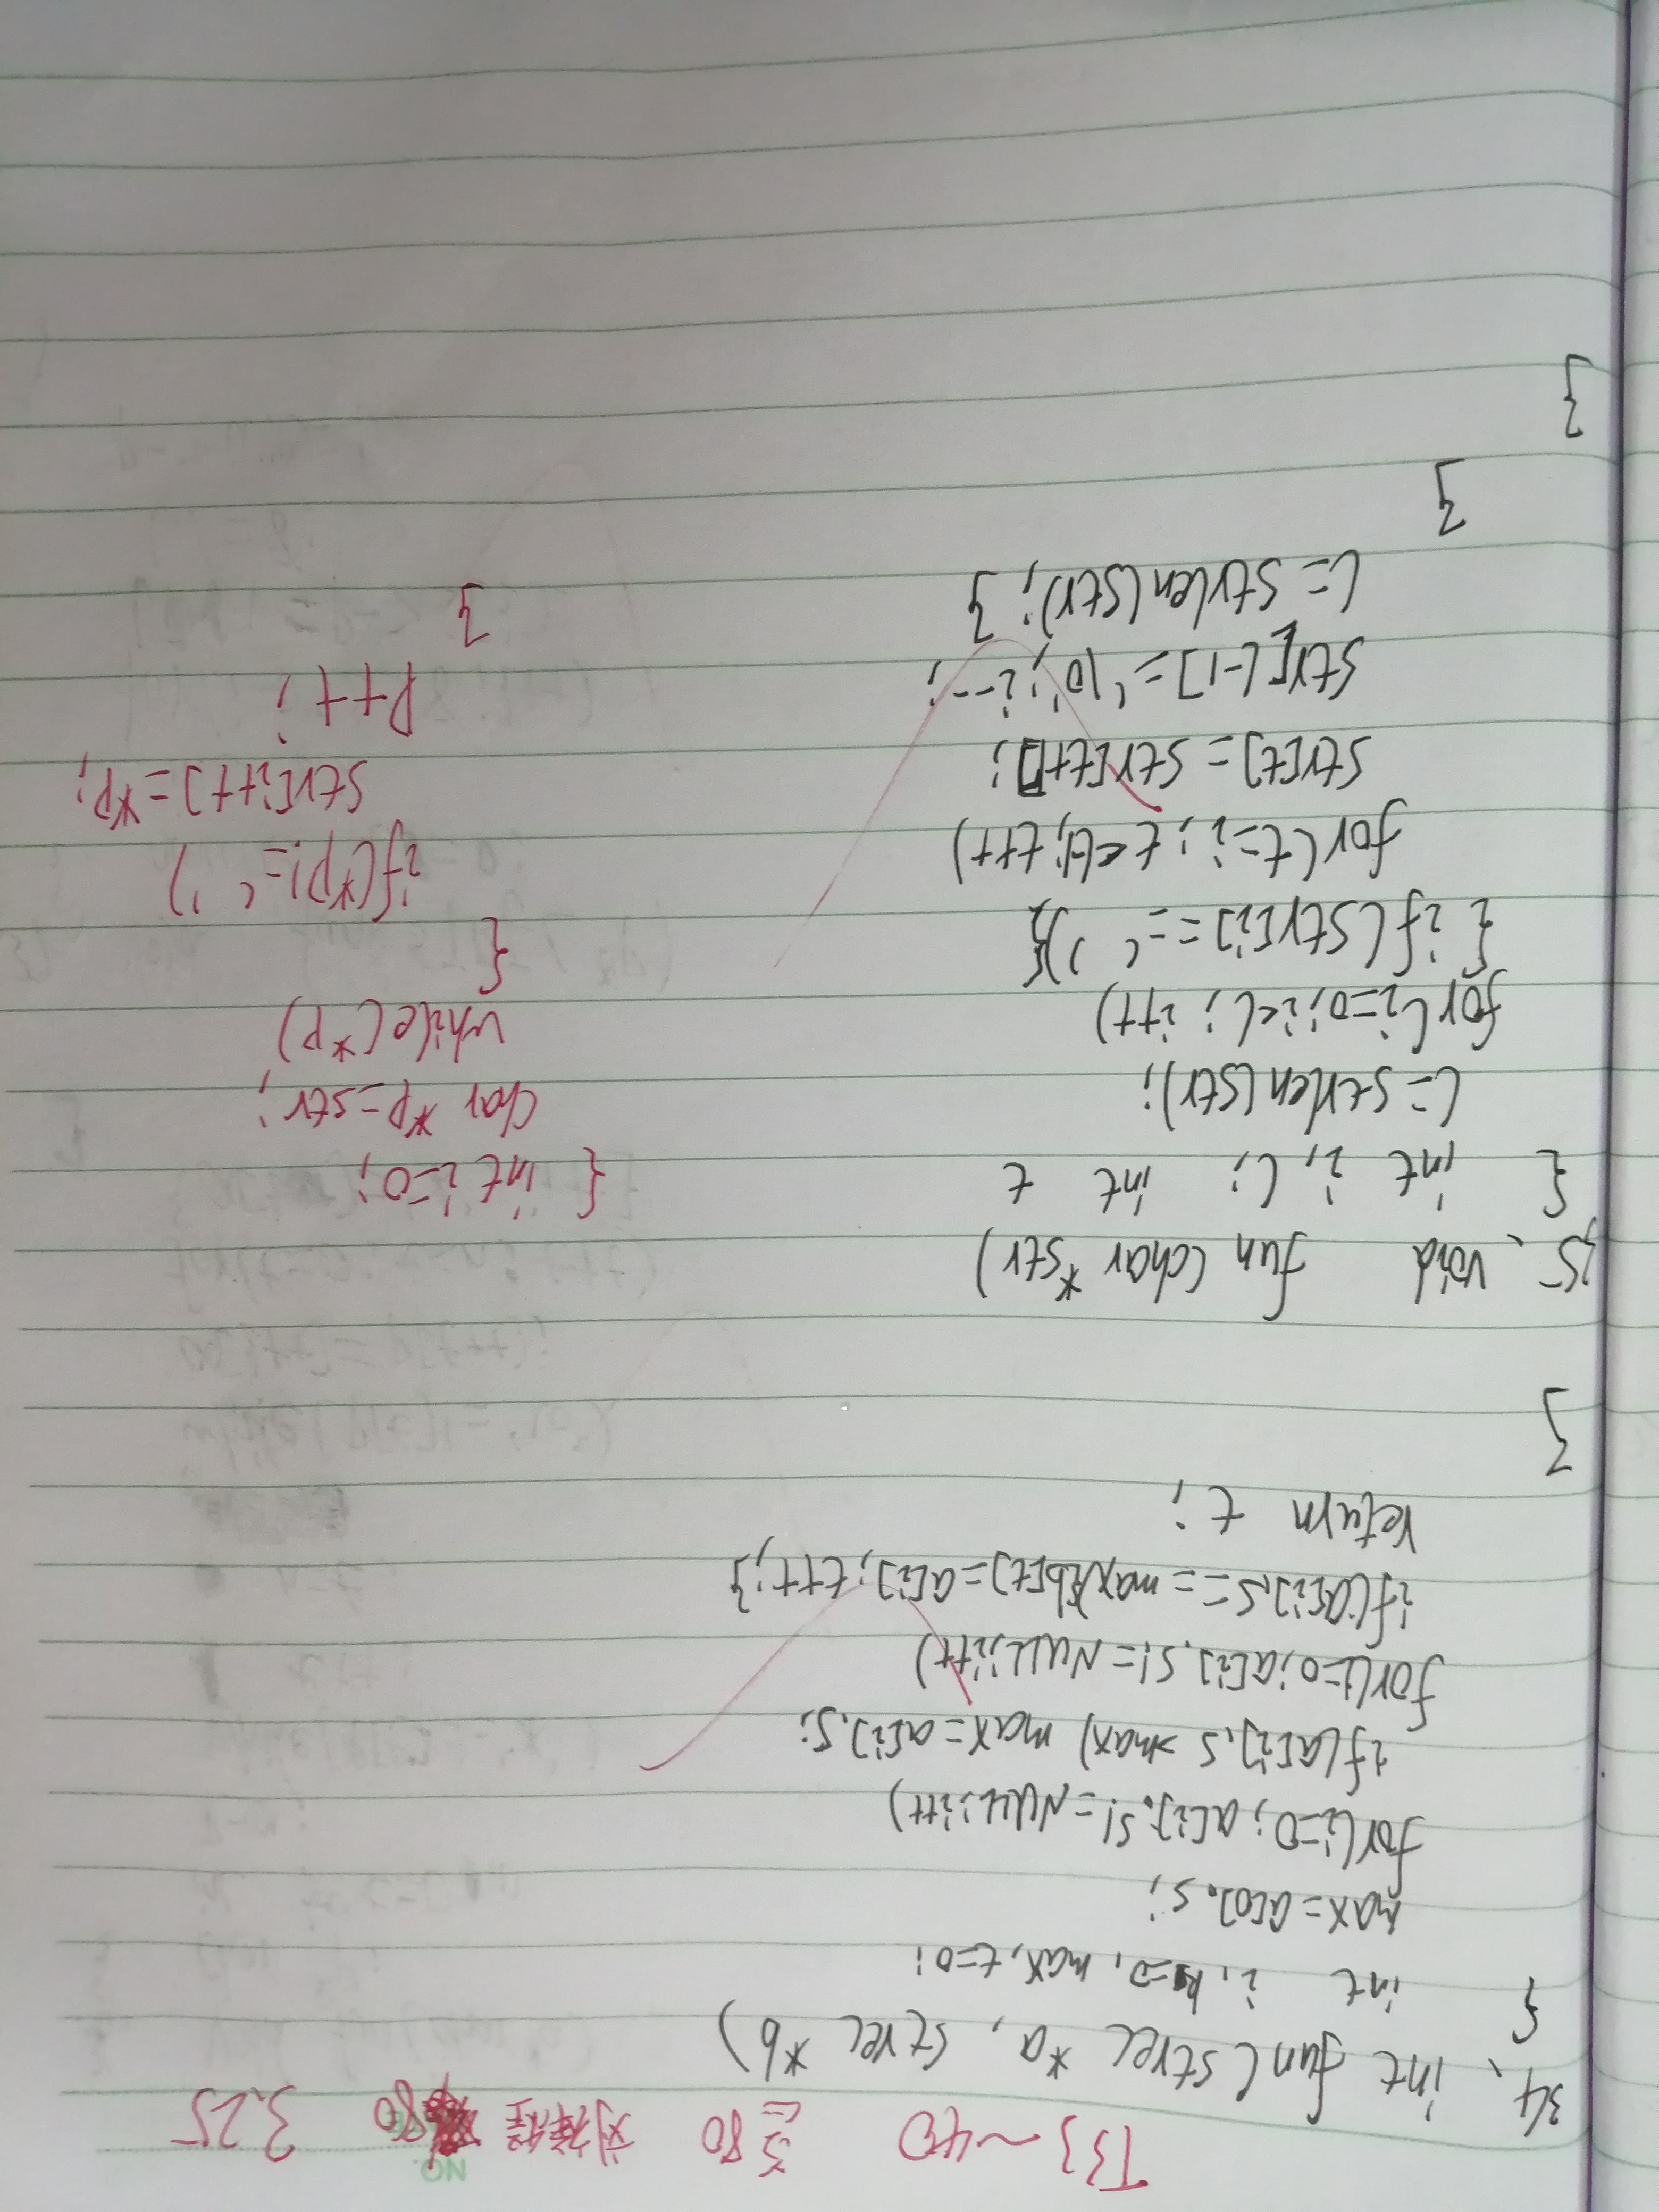 NO.
T33~40 ≡80 刘梓煜 80 3.25
34、 int fun(strec *a, strec *b)
{
int i, k=0, max, t=0;
max=a[0].s;
for(i=0; a[i].s!=NULL;i++)
if(a[i].s>max) max=a[i].s;
for(i=0;a[i].s!=NULL;i++)
if(a[i].s==max){b[t]=a[i];t++;}
return t;
}
35、 void fun (char *str)
{ int i, l; int t
l=strlen(str);
for(i=0;i<l; i++)
{ if(str[i]==' '){
for(t=i; t<l; t++)
str[t]=str[t+1];
str[l-1]='\0'; i--;
l=strlen(str); }
}
}
{ int i=0;
char *p=str;
while(*p)
{
if(*p!=' ')
str[i++]=*p;
p++;
}